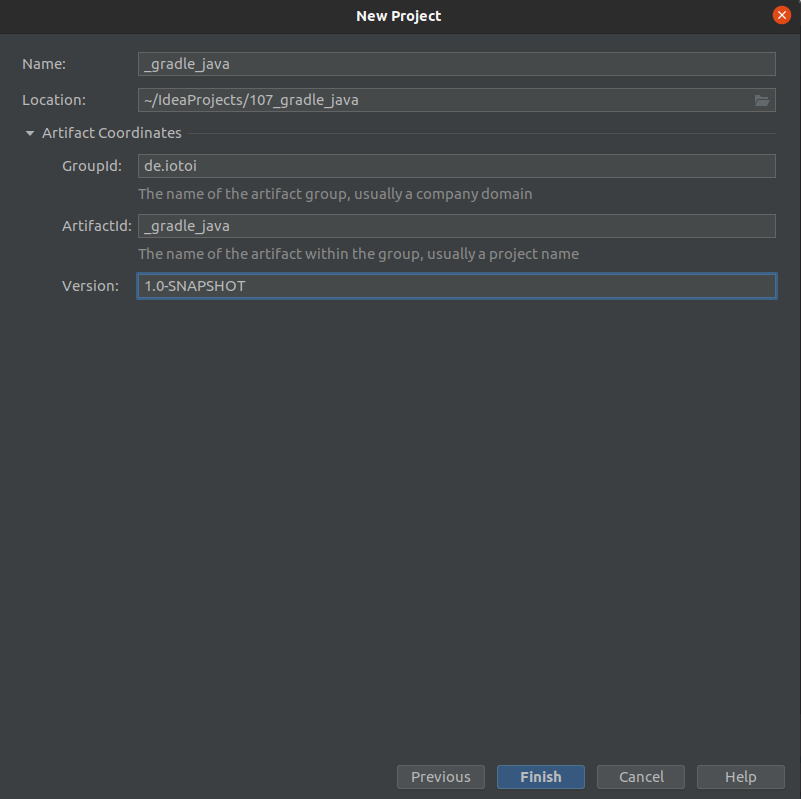 New Project
Name: _gradle_java
Location: ~/IdeaProjects/107_gradle_java
Artifact Coordinates
GroupId: de.iotoi
The name of the artifact group, usually a company domain
ArtifactId: _gradle_java
The name of the artifact within the group, usually a project name
Version: 1.0-SNAPSHOT
Previous Finish Cancel Help